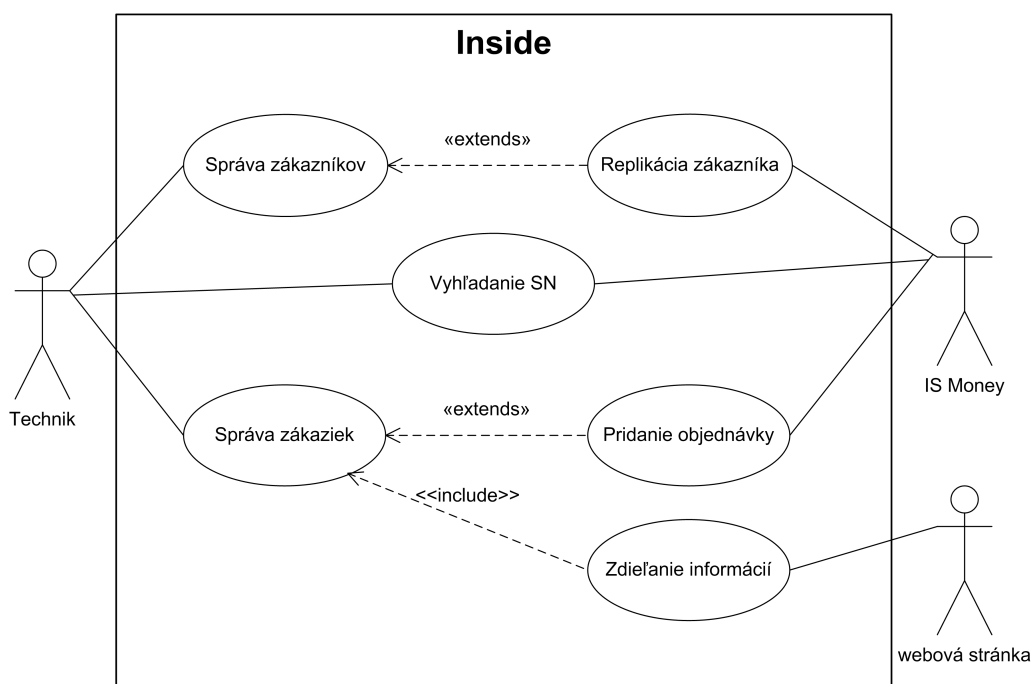 Inside
«extends»
Správa zákazníkov
Replikácia zákazníka
Vyhľadanie SN
Technik
IS Money
«extends»
Správa zákaziek
Pridanie objednávky
<<include>>
Zdieľanie informácií
webová stránka